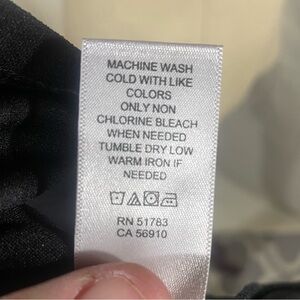 MACHINE WASH
COLD WITH LIKE
COLORS
ONLY NON
CHLORINE BLEACH
WHEN NEEDED
TUMBLE DRY LOW
WARM IRON IF
NEEDED
RN 51783
CA 56910